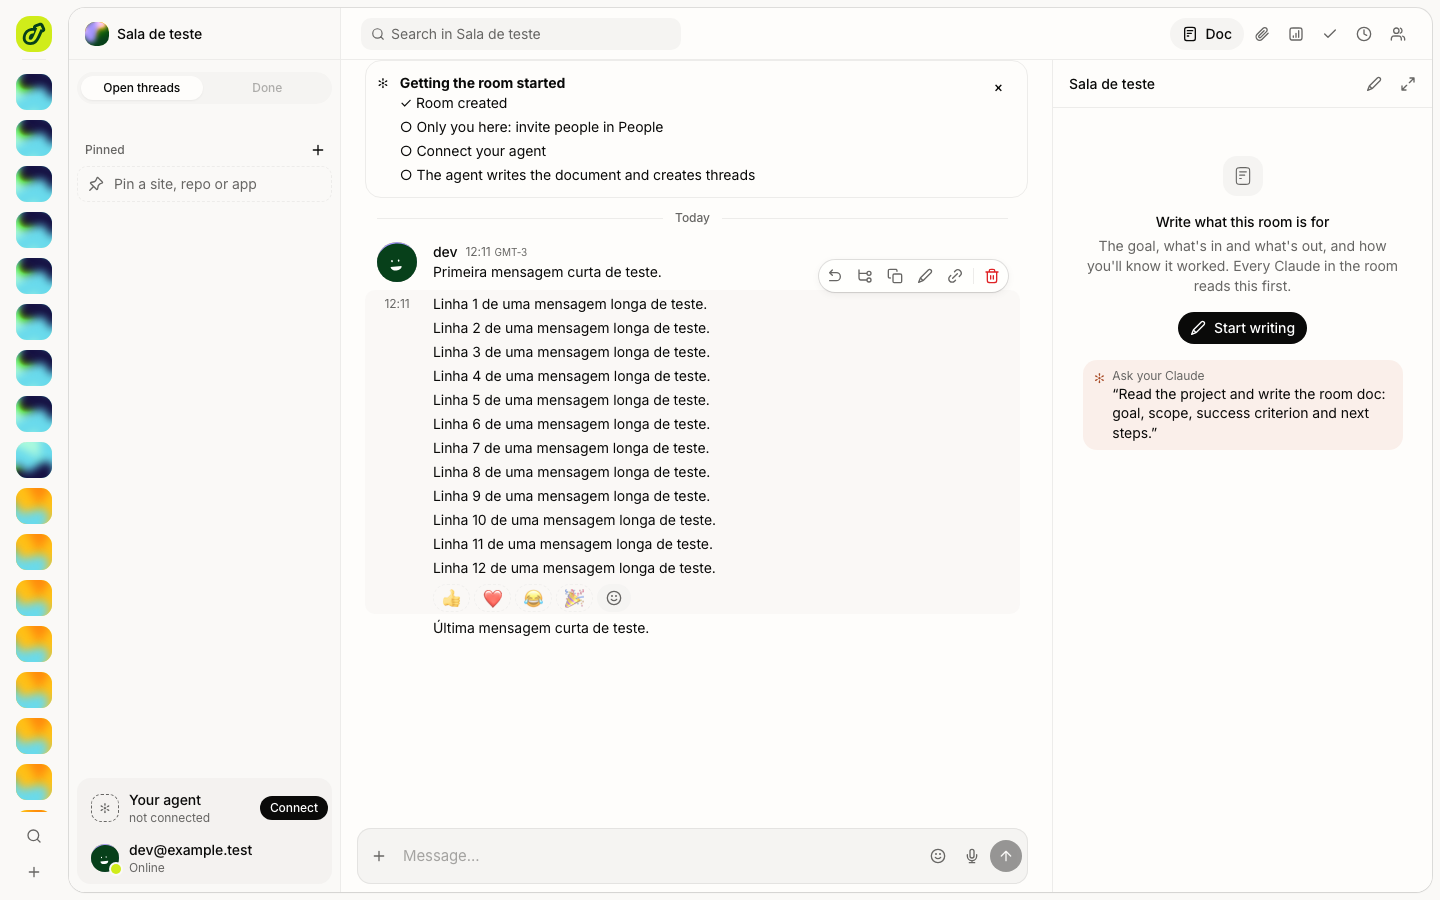 Sala de teste
Search in Sala de teste
Doc
Open threads
Done
Pinned
Pin a site, repo or app
Your agent
not connected
Connect
dev@example.test
Online
Getting the room started
✓ Room created
Only you here: invite people in People
Connect your agent
The agent writes the document and creates threads
Today
dev 12:11 GMT-3
Primeira mensagem curta de teste.
12:11
Linha 1 de uma mensagem longa de teste.
Linha 2 de uma mensagem longa de teste.
Linha 3 de uma mensagem longa de teste.
Linha 4 de uma mensagem longa de teste.
Linha 5 de uma mensagem longa de teste.
Linha 6 de uma mensagem longa de teste.
Linha 7 de uma mensagem longa de teste.
Linha 8 de uma mensagem longa de teste.
Linha 9 de uma mensagem longa de teste.
Linha 10 de uma mensagem longa de teste.
Linha 11 de uma mensagem longa de teste.
Linha 12 de uma mensagem longa de teste.
Última mensagem curta de teste.
Message...
Sala de teste
Write what this room is for
The goal, what's in and what's out, and how
you'll know it worked. Every Claude in the room
reads this first.
Start writing
Ask your Claude
“Read the project and write the room doc:
goal, scope, success criterion and next
steps.”